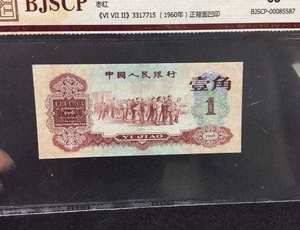 BJSCP
枣红
《VI VII II》3317715 (1960年) 正背面凹印
BJSCP-00085587
中国人民银行
壹角
1
YI JIAO